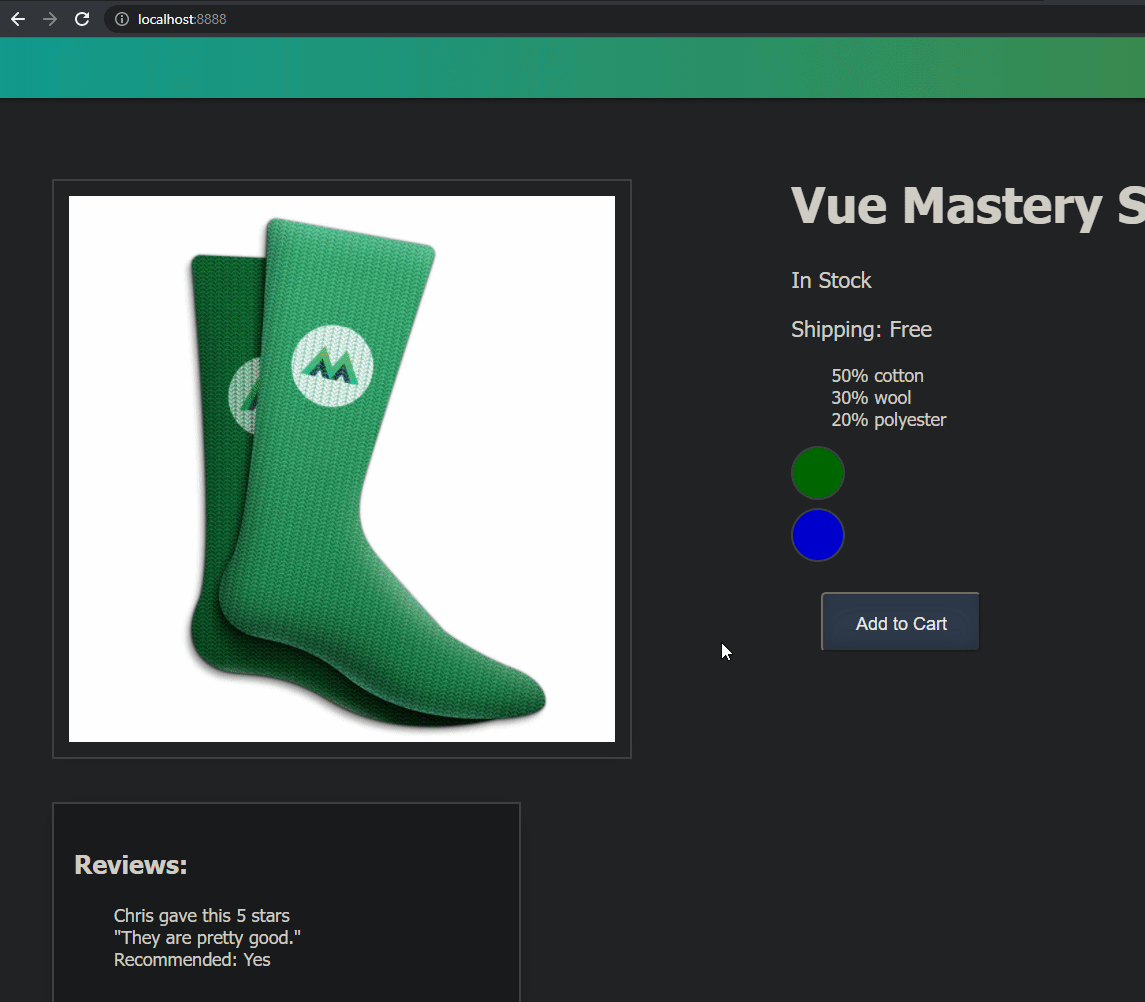 localhost:8888
Vue Mastery S
In Stock
Shipping: Free
50% cotton
30% wool
20% polyester
Add to Cart
Reviews:
Chris gave this 5 stars
"They are pretty good."
Recommended: Yes